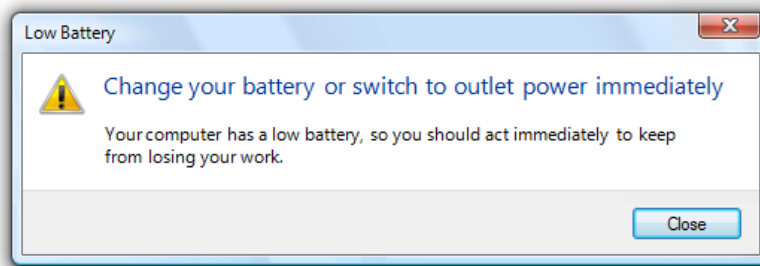 Low Battery
Change your battery or switch to outlet power immediately
Your computer has a low battery, so you should act immediately to keep
from losing your work.
Close